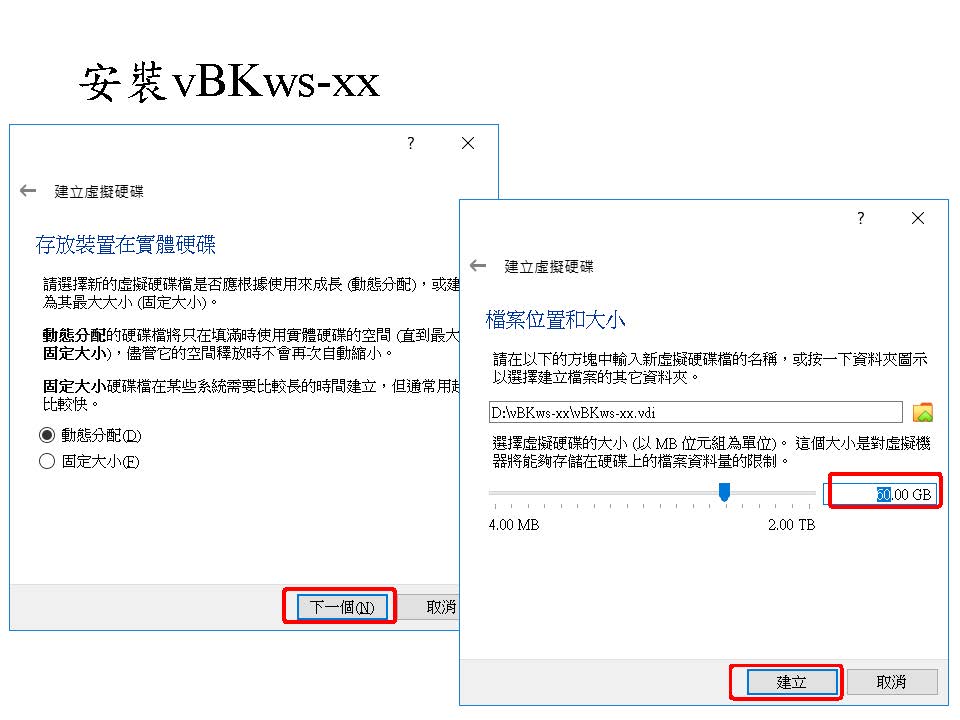 安裝vBKws-xx
?
建立虛擬硬碟
存放裝置在實體硬碟
請選擇新的虛擬硬碟檔是否應根據使用來成長 (動態分配)，或建
為其最大大小 (固定大小)。
動態分配的硬碟檔將只在填滿時使用實體硬碟的空間 (直到最大
固定大小)，儘管它的空間釋放時不會再次自動縮小。
固定大小硬碟檔在某些系統需要比較長的時間建立，但通常用起
比較快。
動態分配(D)
固定大小(F)
下一個(N)
取消
?
建立虛擬硬碟
檔案位置和大小
請在以下的方塊中輸入新虛擬硬碟檔的名稱，或按一下資料夾圖示
以選擇建立檔案的其它資料夾。
D:\vBKws-xx\vBKws-xx.vdi
選擇虛擬硬碟的大小 (以 MB 位元組為單位)。 這個大小是對虛擬機
器將能夠存儲在硬碟上的檔案資料量的限制。
60.00 GB
4.00 MB
2.00 TB
建立
取消